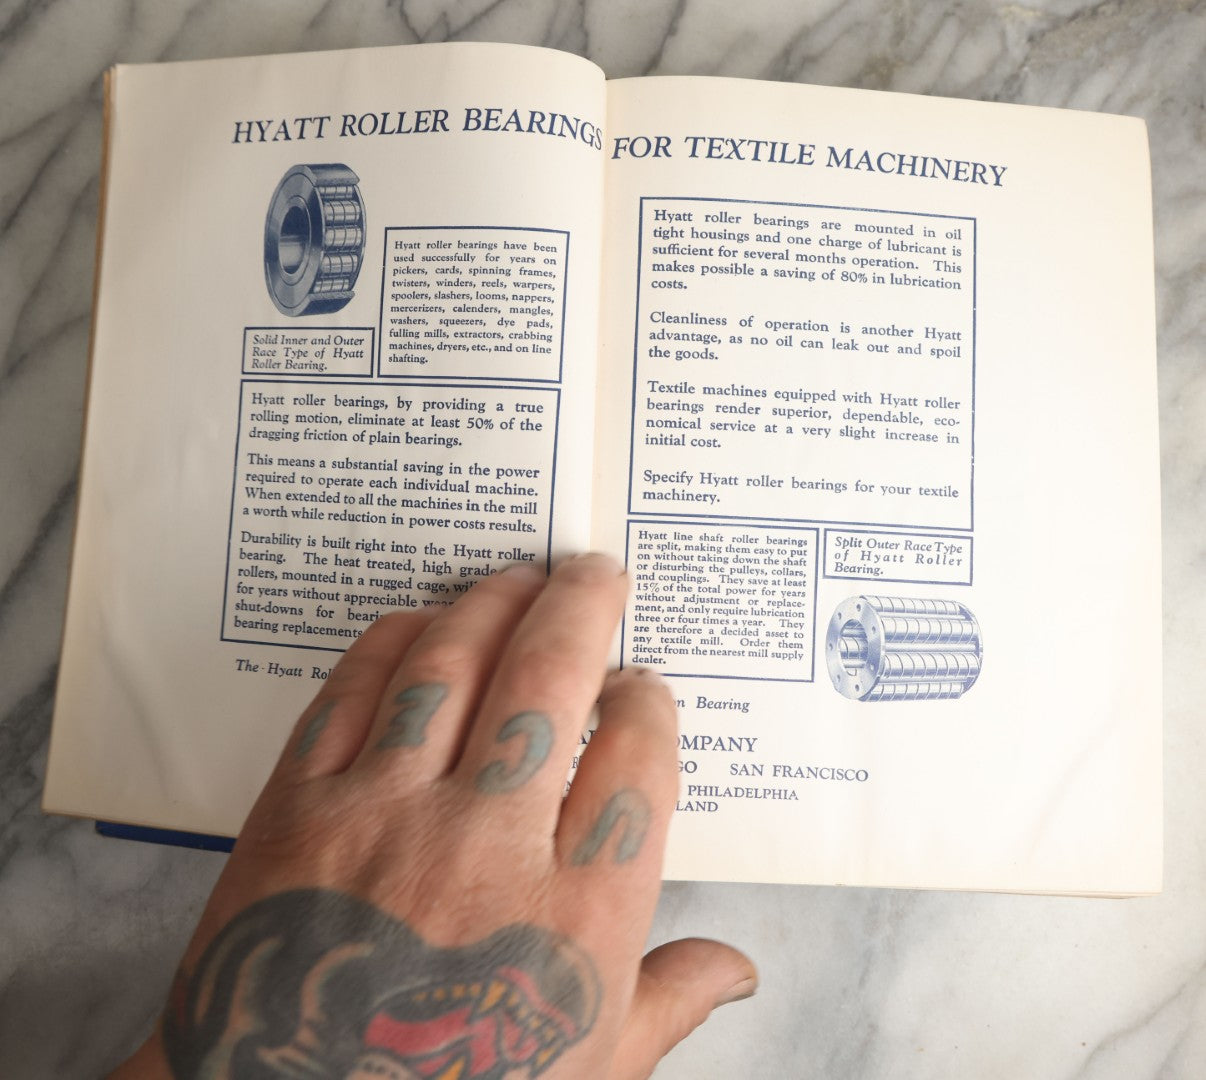 HYATT ROLLER BEARINGS FOR TEXTILE MACHINERY
Hyatt roller bearings have been
used successfully for years on
pickers, cards, spinning frames,
twisters, winders, reels, warpers,
spoolers, slashers, looms, nappers,
mercerizers, calenders, mangles,
washers, squeezers, dye pads,
fulling mills, extractors, crabbing
machines, dryers, etc., and on line
shafting.
Solid Inner and Outer
Race Type of Hyatt
Roller Bearing.
Hyatt roller bearings, by providing a true
rolling motion, eliminate at least 50% of the
dragging friction of plain bearings.
This means a substantial saving in the power
required to operate each individual machine.
When extended to all the machines in the mill
a worth while reduction in power costs results.
Durability is built right into the Hyatt roller
bearing. The heat treated, high grade
rollers, mounted in a rugged cage,
for years without appreciable
shut-downs for
bearing replacements
The Hyatt
Hyatt roller bearings are mounted in oil
tight housings and one charge of lubricant is
sufficient for several months operation. This
makes possible a saving of 80% in lubrication
costs.
Cleanliness of operation is another Hyatt
advantage, as no oil can leak out and spoil
the goods.
Textile machines equipped with Hyatt roller
bearings render superior, dependable, eco-
nomical service at a very slight increase in
initial cost.
Specify Hyatt roller bearings for your textile
machinery.
Hyatt line shaft roller bearings
are split, making them easy to put
on without taking down the shaft
or disturbing the pulleys, collars,
and couplings. They save at least
15% of the total power for years
without adjustment or replace-
ment, and only require lubrication
three or four times a year. They
are therefore a decided asset to
any textile mill. Order them
direct from the nearest mill supply
dealer.
Split Outer Race Type
of Hyatt Roller
Bearing.
Bearing
OMPANY
GO SAN FRANCISCO
PHILADELPHIA
LAND